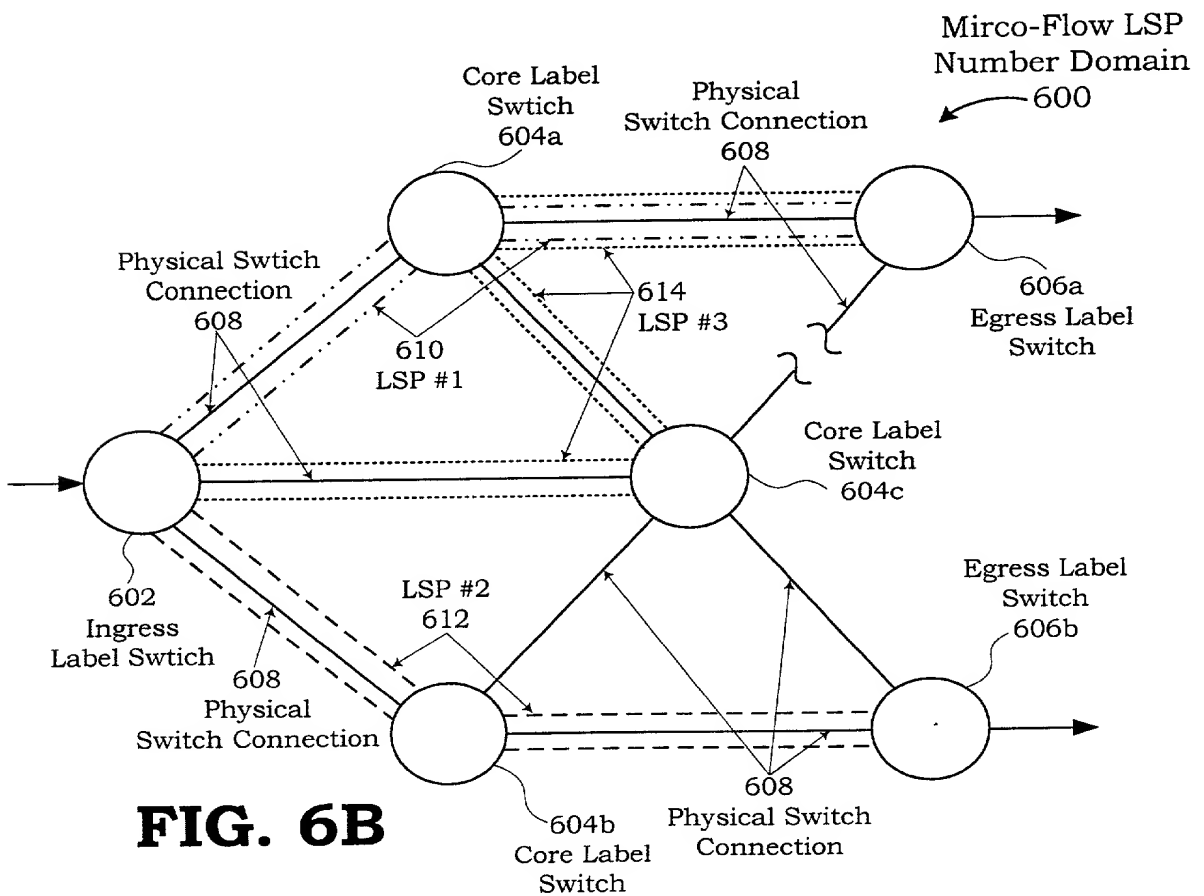 Mirco-Flow LSP
Number Domain
600
Core Label
Swtich
604a
Physical
Switch Connection
608
Physical Swtich
Connection
608
614
LSP #3
610
LSP #1
606a
Egress Label
Switch
Core Label
Switch
604c
602
Ingress
Label Swtich
LSP #2
612
608
Physical
Switch Connection
Egress Label
Switch
606b
608
Physical Switch
Connection
604b
Core Label
Switch
FIG. 6B